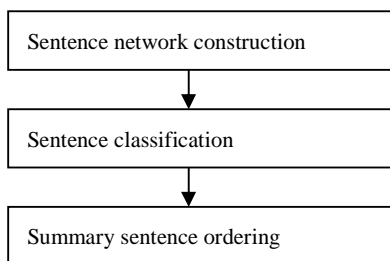 Sentence network construction
Sentence classification
Summary sentence ordering